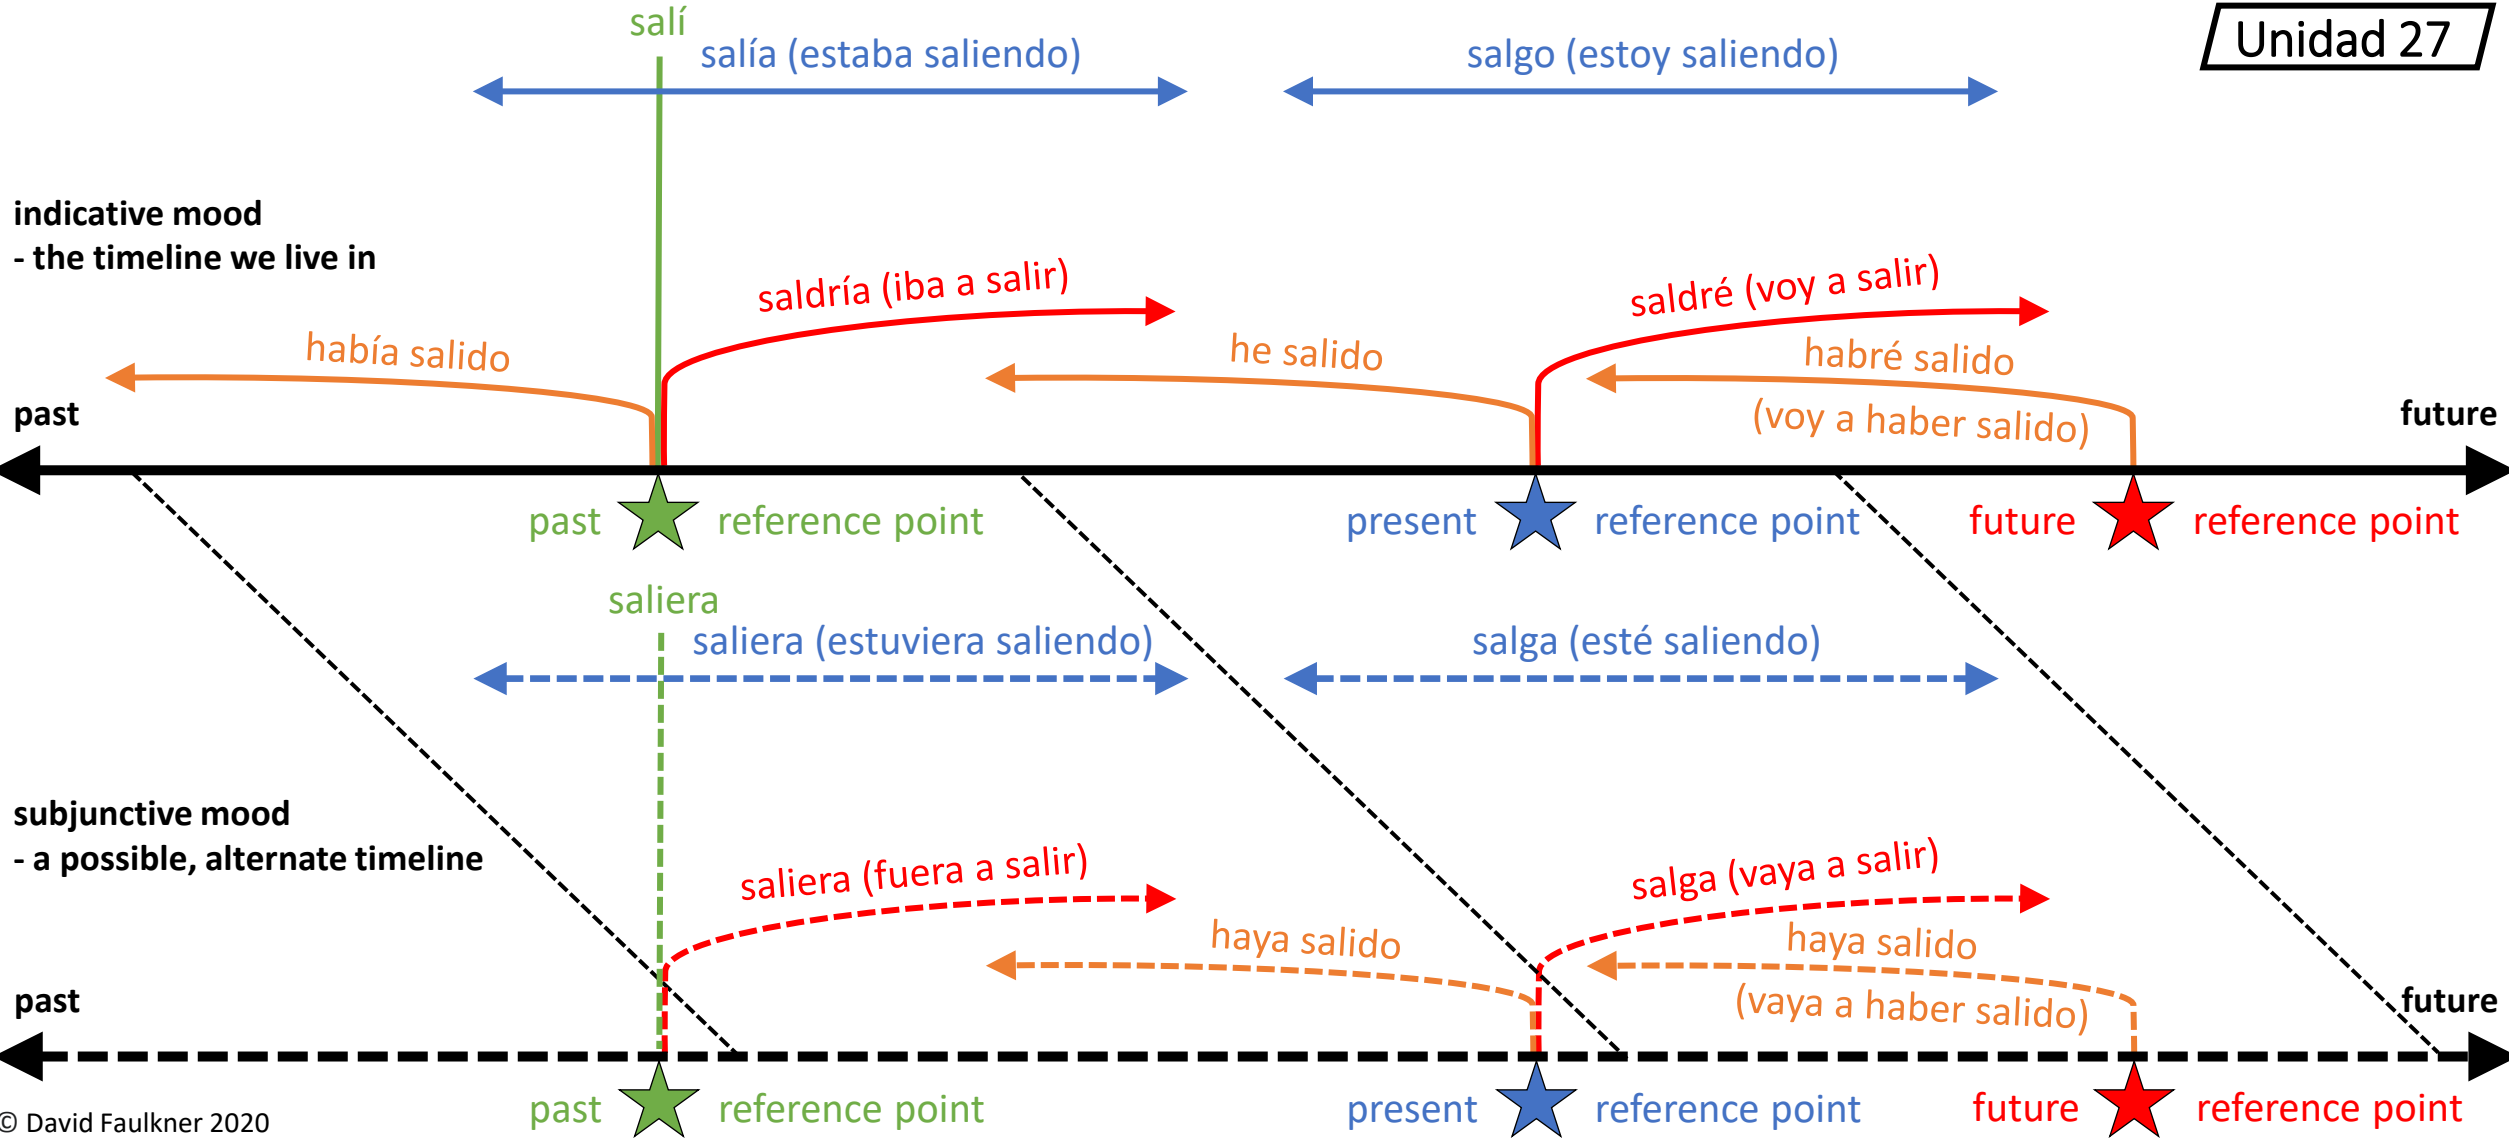 salí
Unidad 27
salía (estaba saliendo)
salgo (estoy saliendo)
indicative mood
- the timeline we live in
saldría (iba a salir)
saldré (voy a salir)
había salido
he salido
habré salido
(voy a haber salido)
past
future
past reference point
present reference point
future reference point
saliera
saliera (estuviera saliendo)
salga (esté saliendo)
subjunctive mood
- a possible, alternate timeline
saliera (fuera a salir)
salga (vaya a salir)
haya salido
haya salido
(vaya a haber salido)
past
future
past reference point
present reference point
future reference point
© David Faulkner 2020